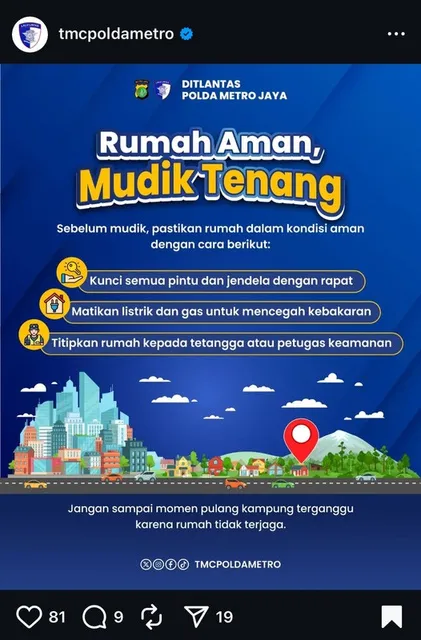 tmcpoldametro
DITLANTAS
POLDA METRO JAYA
Rumah Aman,
Mudik Tenang
Sebelum mudik, pastikan rumah dalam kondisi aman
dengan cara berikut:
Kunci semua pintu dan jendela dengan rapat
Matikan listrik dan gas untuk mencegah kebakaran
Titipkan rumah kepada tetangga atau petugas keamanan
Jangan sampai momen pulang kampung terganggu
karena rumah tidak terjaga.
TMCPOLDAMETRO
81 9 19